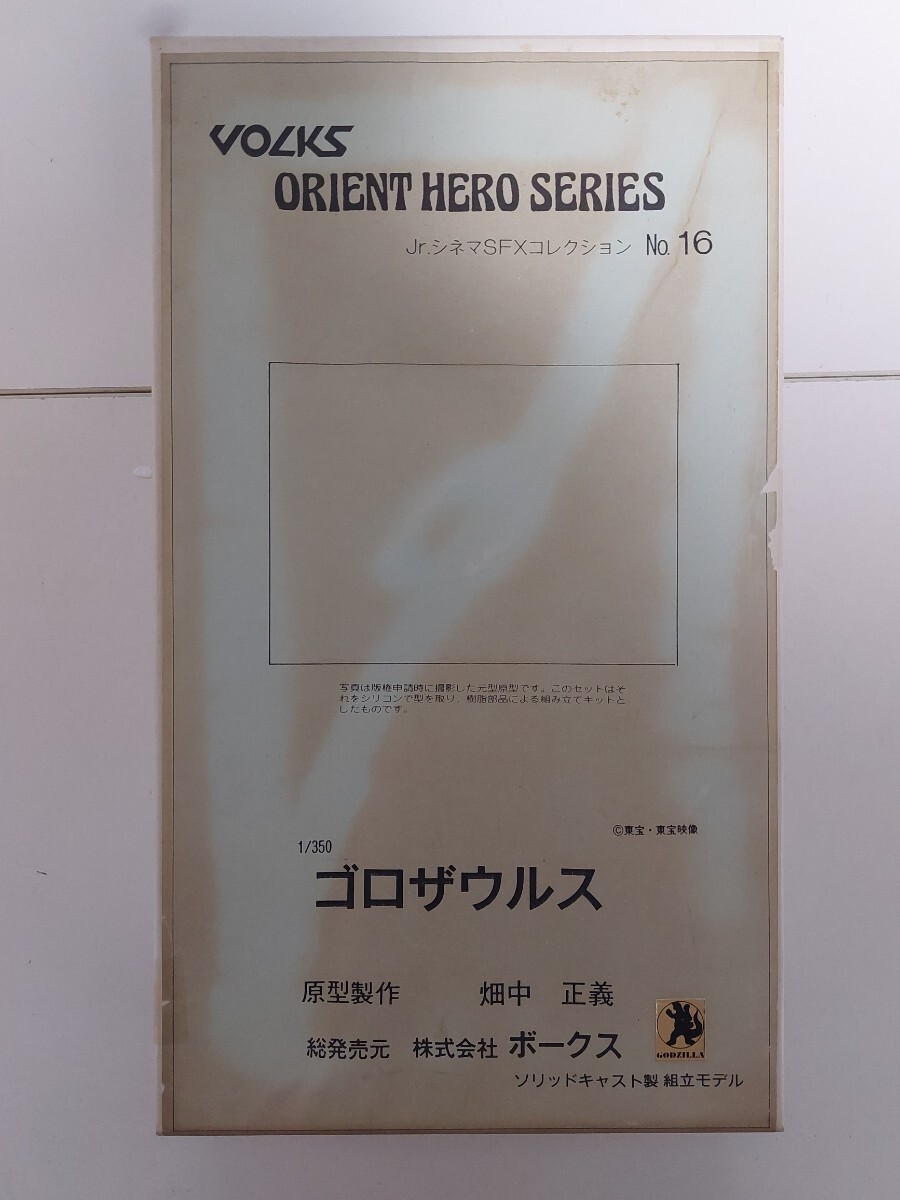 VOLKS
ORIENT HERO SERIES
Jr.シネマSFXコレクション No. 16
写真は版権申請時に撮影した元型原型です。このセットはそ
れをシリコンで型を取り、樹脂部品による組み立てキットと
したものです。
©東宝・東宝映像
1/350
ゴロザウルス
原型製作 畑中 正義
総発売元 株式会社 ボークス
GODZILLA
ソリッドキャスト製 組立モデル